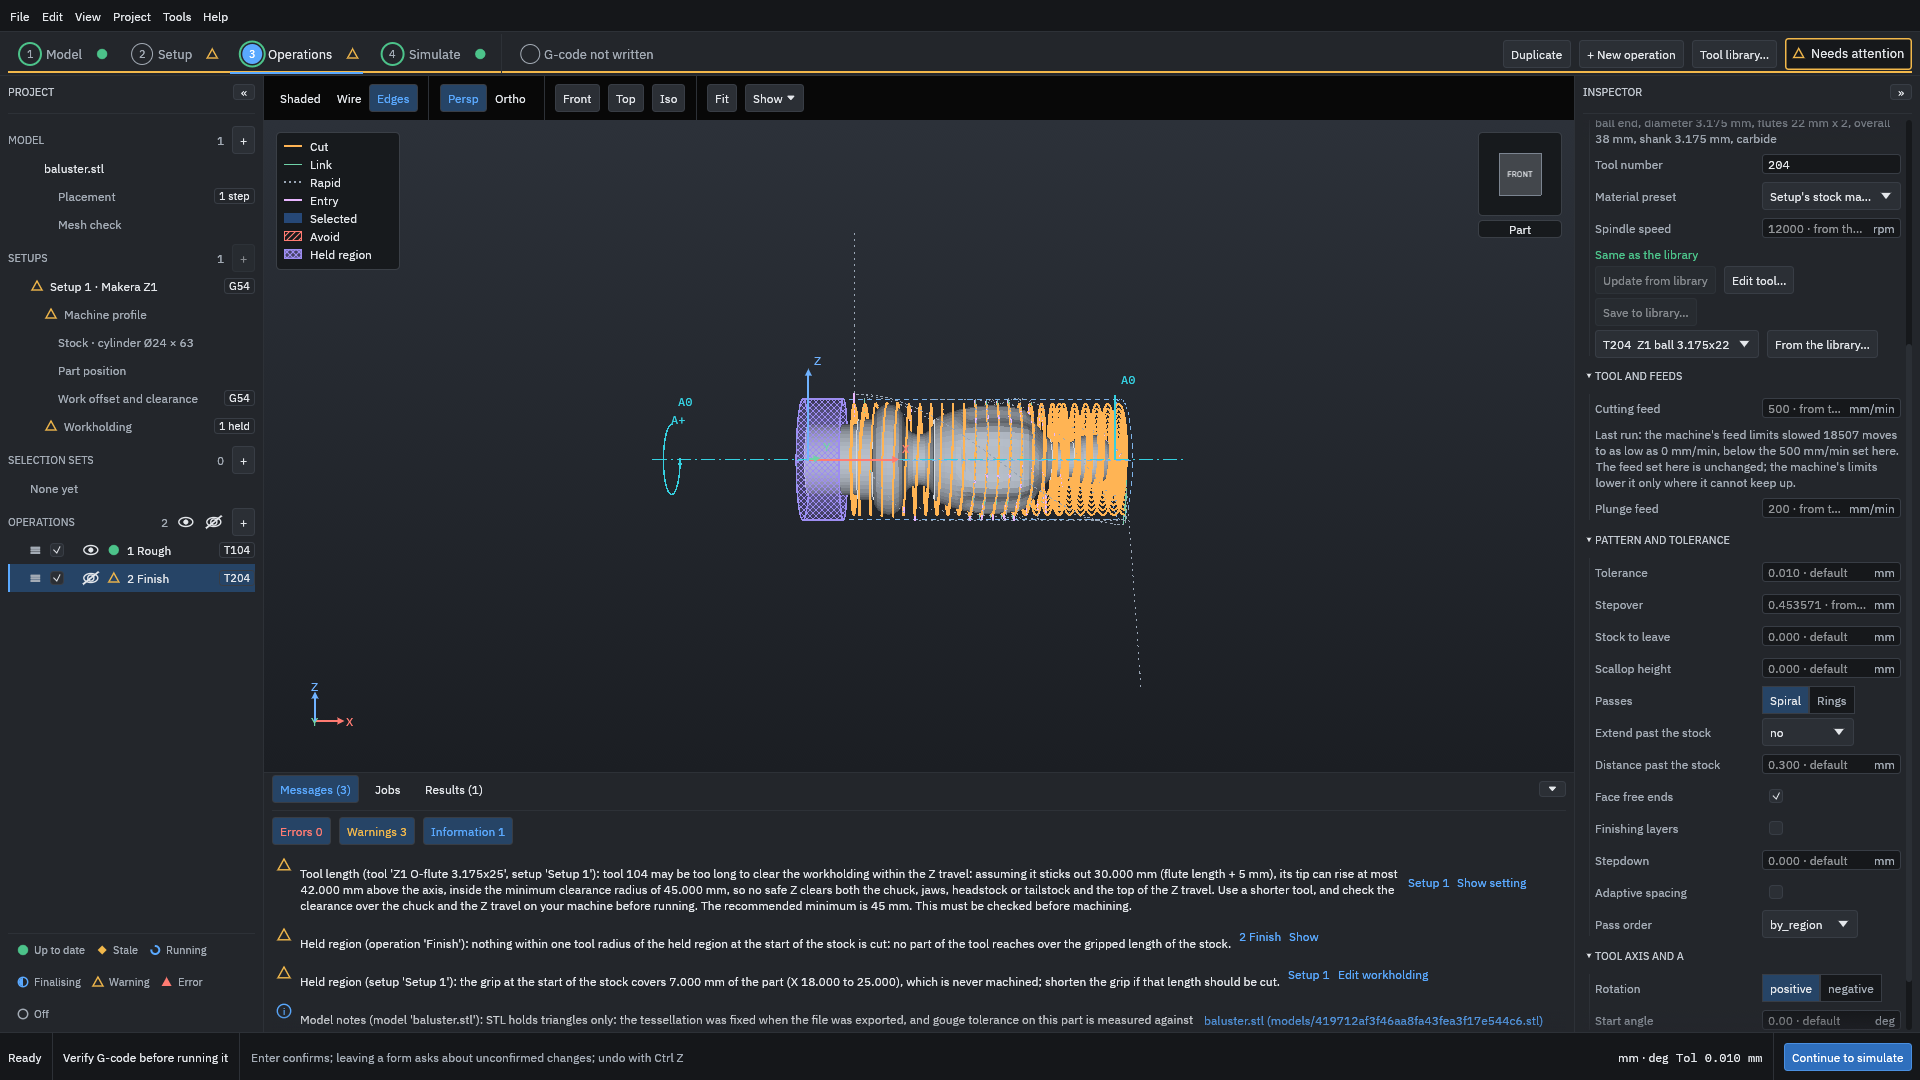 File Edit View Project Tools Help
1 Model 2 Setup 3 Operations 4 Simulate G-code not written Duplicate + New operation Tool library... Needs attention
PROJECT «
MODEL 1 +
baluster.stl
Placement 1 step
Mesh check
SETUPS 1 +
Setup 1 · Makera Z1 G54
Machine profile
Stock · cylinder Ø24 × 63
Part position
Work offset and clearance G54
Workholding 1 held
SELECTION SETS 0 +
None yet
OPERATIONS 2 +
1 Rough T104
2 Finish T204
Up to date Stale Running
Finalising Warning Error
Off
Shaded Wire Edges Persp Ortho Front Top Iso Fit Show
Cut
Link
Rapid
Entry
Selected
Avoid
Held region
FRONT
Part
Z
A0
A0
A+
Z
Y X
Messages (3) Jobs Results (1)
Errors 0 Warnings 3 Information 1
Tool length (tool 'Z1 O-flute 3.175x25', setup 'Setup 1'): tool 104 may be too long to clear the workholding within the Z travel: assuming it sticks out 30.000 mm (flute length + 5 mm), its tip can rise at most
42.000 mm above the axis, inside the minimum clearance radius of 45.000 mm, so no safe Z clears both the chuck, jaws, headstock or tailstock and the top of the Z travel. Use a shorter tool, and check the
clearance over the chuck and the Z travel on your machine before running. The recommended minimum is 45 mm. This must be checked before machining.
Setup 1 Show setting
Held region (operation 'Finish'): nothing within one tool radius of the held region at the start of the stock is cut: no part of the tool reaches over the gripped length of the stock. 2 Finish Show
Held region (setup 'Setup 1'): the grip at the start of the stock covers 7.000 mm of the part (X 18.000 to 25.000), which is never machined; shorten the grip if that length should be cut. Setup 1 Edit workholding
Model notes (model 'baluster.stl'): STL holds triangles only: the tessellation was fixed when the file was exported, and gouge tolerance on this part is measured against baluster.stl (models/419712af3f46aa8fa43fea3f17e544c6.stl)
INSPECTOR »
ball end, diameter 3.175 mm, flutes 22 mm x 2, overall
38 mm, shank 3.175 mm, carbide
Tool number 204
Material preset Setup's stock ma...
Spindle speed 12000 · from th... rpm
Same as the library
Update from library Edit tool...
Save to library...
T204 Z1 ball 3.175x22 From the library...
TOOL AND FEEDS
Cutting feed 500 · from t... mm/min
Last run: the machine's feed limits slowed 18507 moves
to as low as 0 mm/min, below the 500 mm/min set here.
The feed set here is unchanged; the machine's limits
lower it only where it cannot keep up.
Plunge feed 200 · from t... mm/min
PATTERN AND TOLERANCE
Tolerance 0.010 · default mm
Stepover 0.453571 · from... mm
Stock to leave 0.000 · default mm
Scallop height 0.000 · default mm
Passes Spiral Rings
Extend past the stock no
Distance past the stock 0.300 · default mm
Face free ends
Finishing layers
Stepdown 0.000 · default mm
Adaptive spacing
Pass order by_region
TOOL AXIS AND A
Rotation positive negative
Start angle 0.00 · default deg
Ready Verify G-code before running it Enter confirms; leaving a form asks about unconfirmed changes; undo with Ctrl Z mm · deg Tol 0.010 mm Continue to simulate